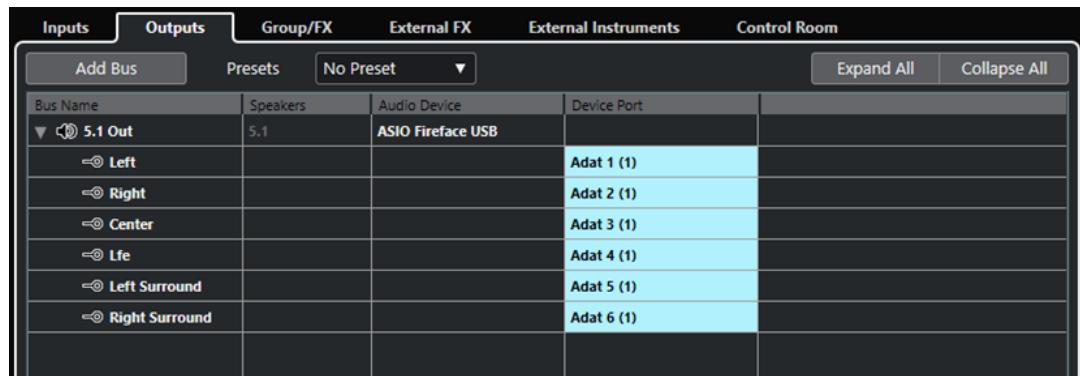 Inputs Outputs Group/FX External FX External Instruments Control Room
Add Bus Presets No Preset Expand All Collapse All
Bus Name Speakers Audio Device Device Port
5.1 Out 5.1 ASIO Fireface USB
Left Adat 1 (1)
Right Adat 2 (1)
Center Adat 3 (1)
Lfe Adat 4 (1)
Left Surround Adat 5 (1)
Right Surround Adat 6 (1)